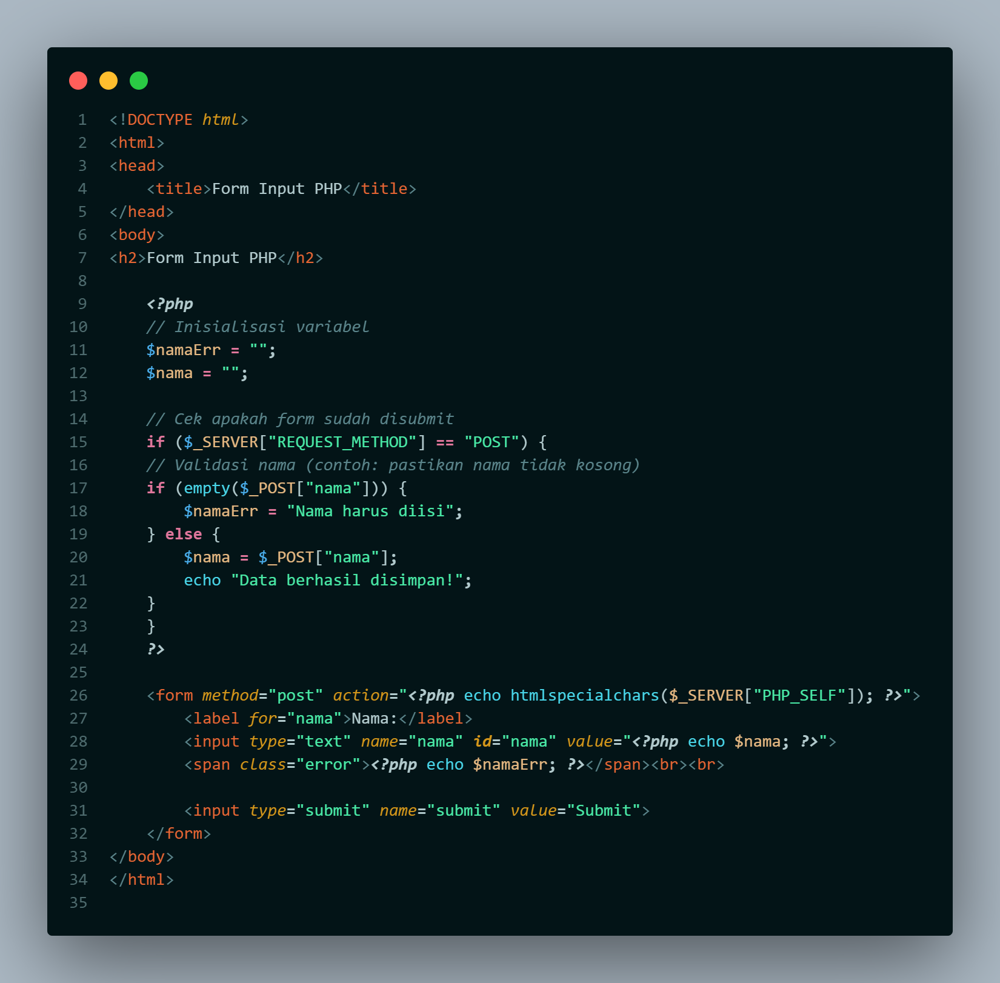 1 <!DOCTYPE html>
2 <html>
3 <head>
4     <title>Form Input PHP</title>
5 </head>
6 <body>
7 <h2>Form Input PHP</h2>
8
9     <?php
10     // Inisialisasi variabel
11     $namaErr = "";
12     $nama = "";
13
14     // Cek apakah form sudah disubmit
15     if ($_SERVER["REQUEST_METHOD"] == "POST") {
16     // Validasi nama (contoh: pastikan nama tidak kosong)
17     if (empty($_POST["nama"])) {
18         $namaErr = "Nama harus diisi";
19     } else {
20         $nama = $_POST["nama"];
21         echo "Data berhasil disimpan!";
22     }
23     }
24     ?>
25
26     <form method="post" action="<?php echo htmlspecialchars($_SERVER["PHP_SELF"]); ?>">
27         <label for="nama">Nama:</label>
28         <input type="text" name="nama" id="nama" value="<?php echo $nama; ?>">
29         <span class="error"><?php echo $namaErr; ?></span><br><br>
30
31         <input type="submit" name="submit" value="Submit">
32     </form>
33 </body>
34 </html>
35